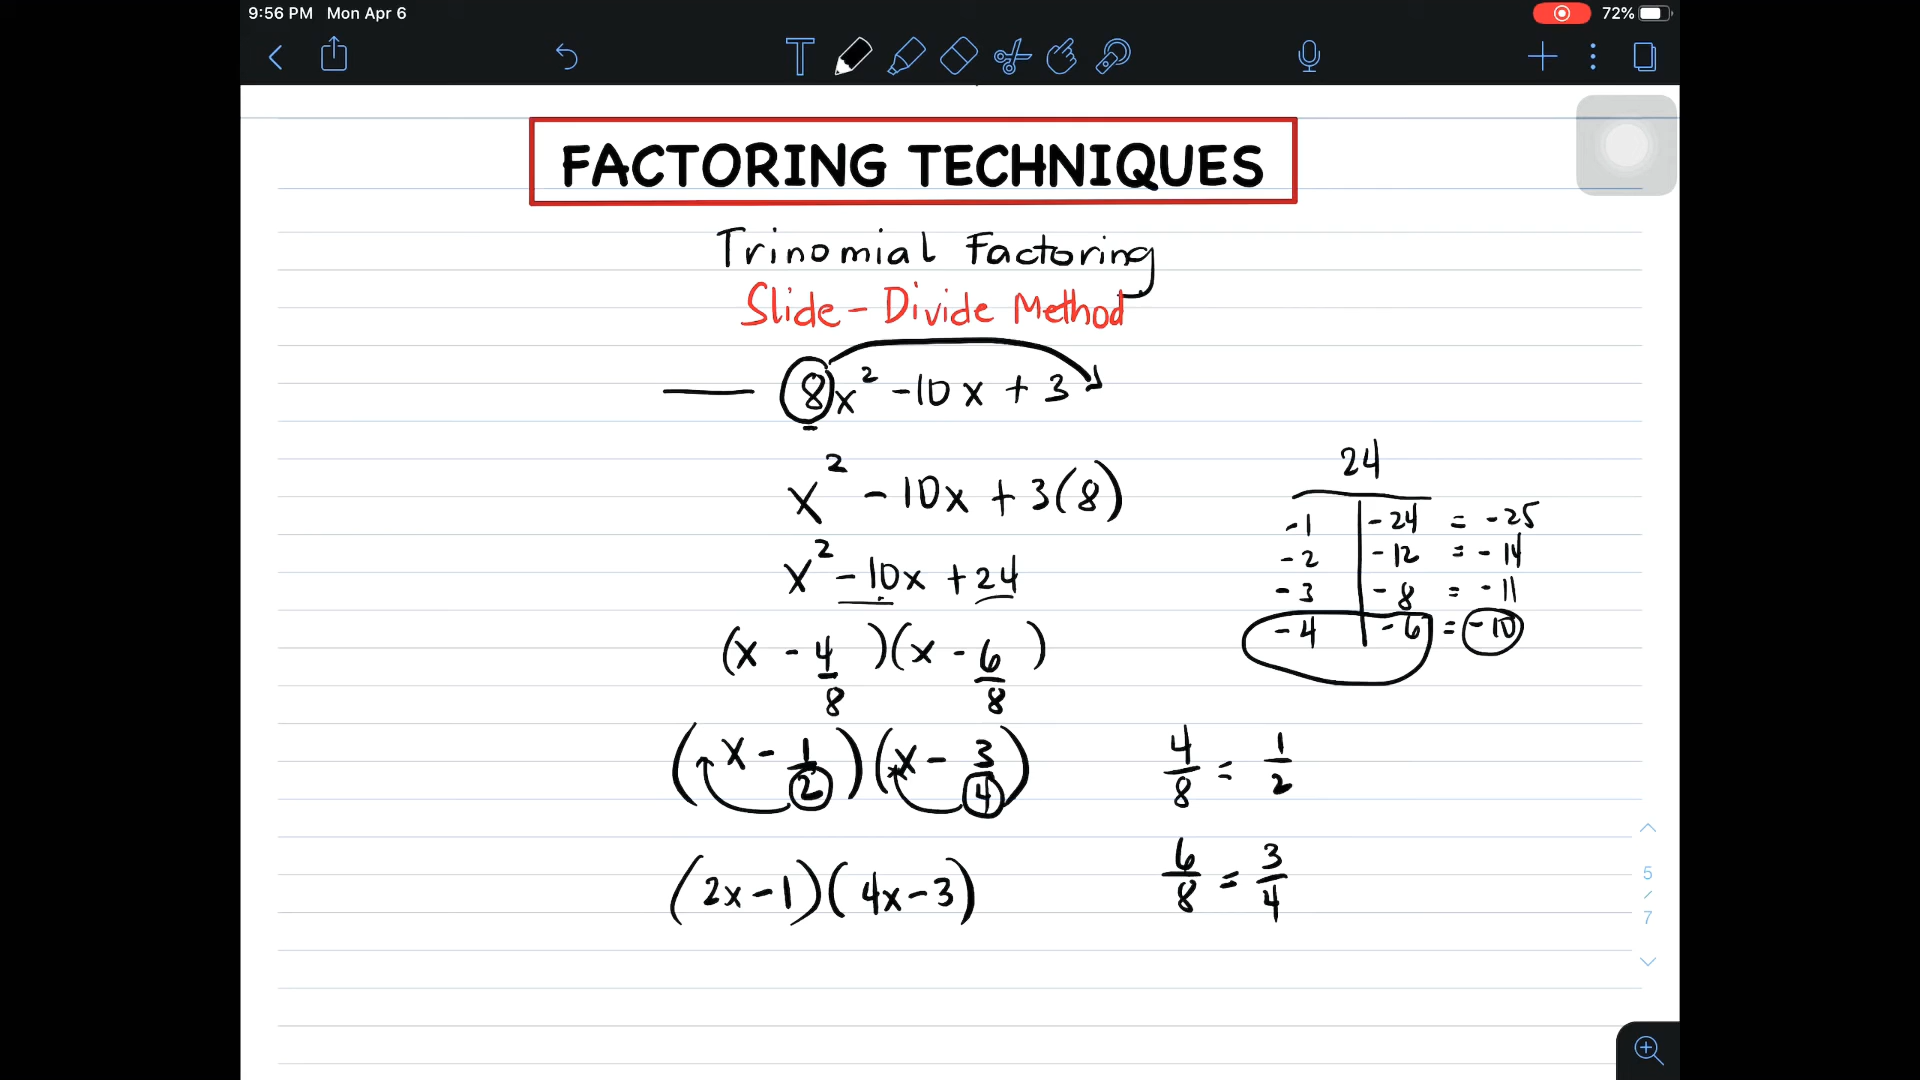 9:56 PM Mon Apr 6 72%
FACTORING TECHNIQUES
Trinomial Factoring
Slide - Divide Method
8x² -10x + 3
x² - 10x + 3(8)
x² - 10x + 24
(x - 4/8)(x - 6/8)
(x - 1/2)(x - 3/4)
(2x - 1)(4x - 3)
24
-1 | -24 = -25
-2 | -12 = -14
-3 | -8 = -11
-4 | -6 = -10
4/8 = 1/2
6/8 = 3/4
5 / 7